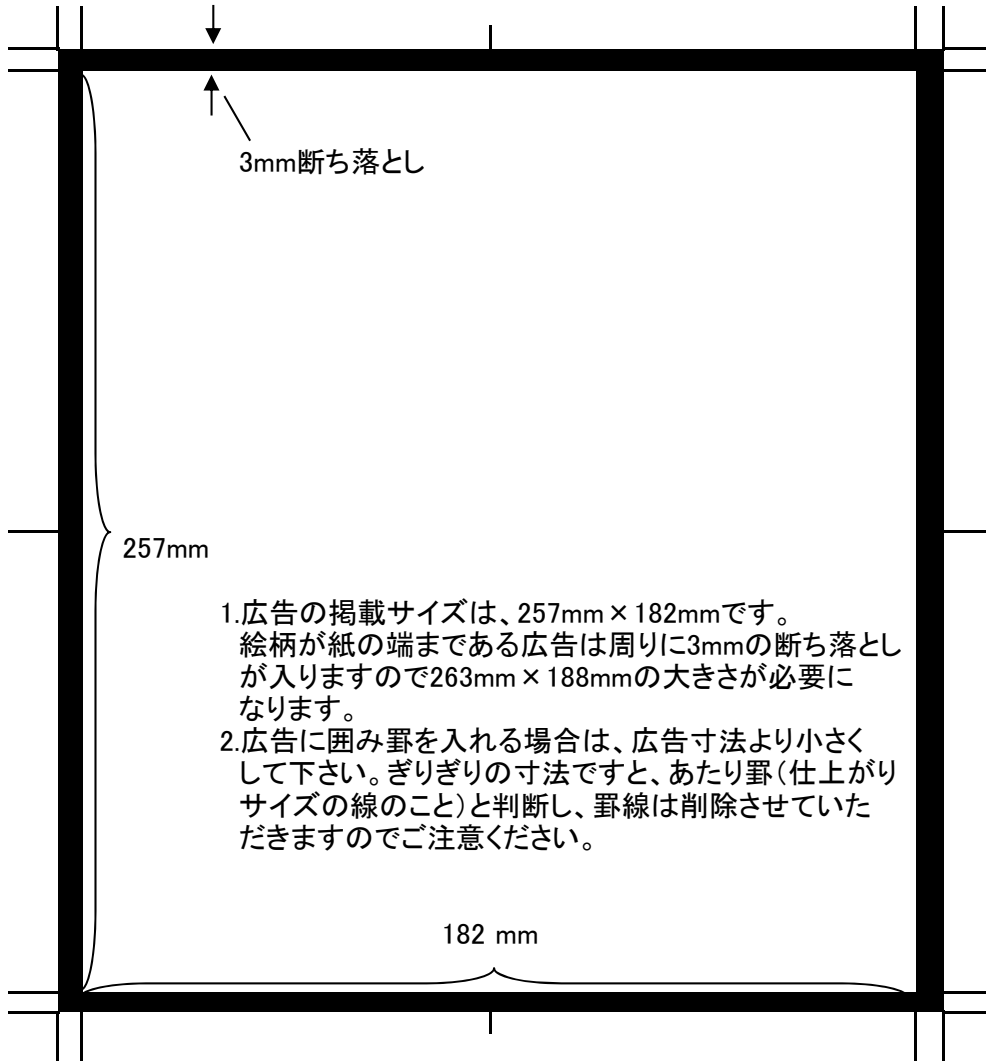 3mm断ち落とし
257mm
1.広告の掲載サイズは、257mm×182mmです。
絵柄が紙の端まである広告は周りに3mmの断ち落とし
が入りますので263mm×188mmの大きさが必要に
なります。
2.広告に囲み罫を入れる場合は、広告寸法より小さく
して下さい。ぎりぎりの寸法ですと、あたり罫(仕上がり
サイズの線のこと)と判断し、罫線は削除させていた
だきますのでご注意ください。
182 mm